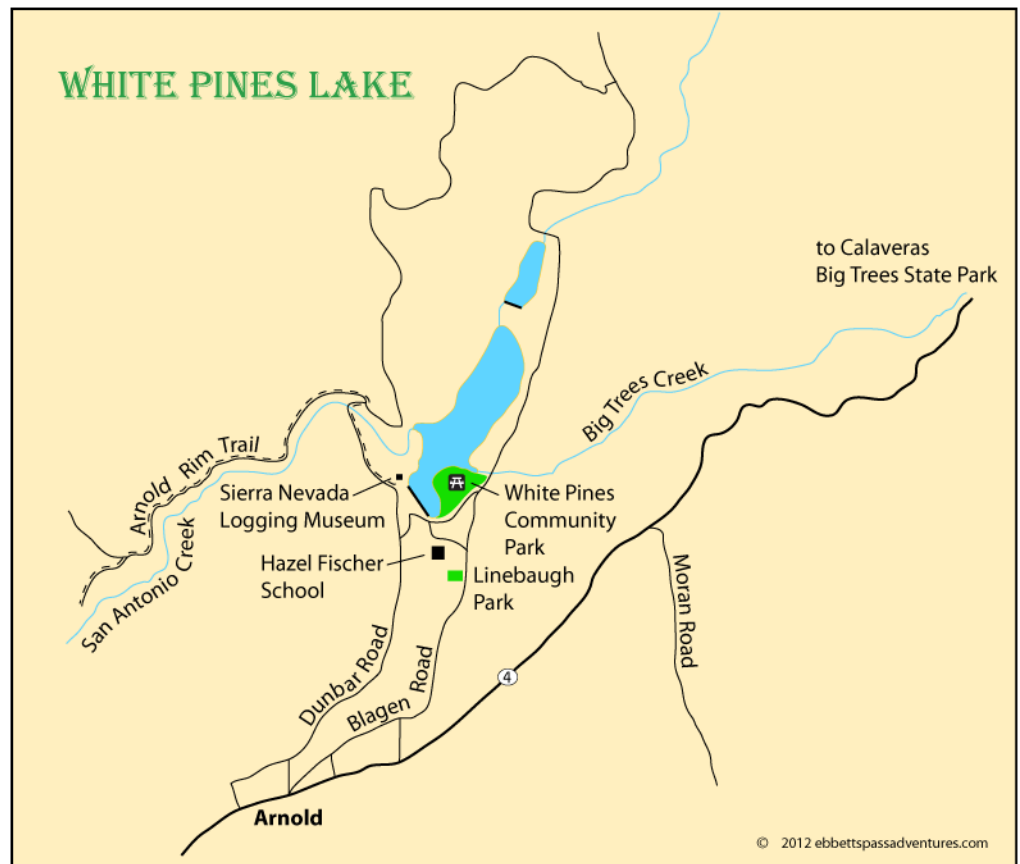 WHITE PINES LAKE
to Calaveras
Big Trees State Park
Big Trees Creek
Arnold Rim Trail
Sierra Nevada
Logging Museum
White Pines
Community
Park
San Antonio Creek
Hazel Fischer
School
Linebaugh
Park
Moran Road
Dunbar Road
Blagen Road
4
Arnold
© 2012 ebbettspassadventures.com